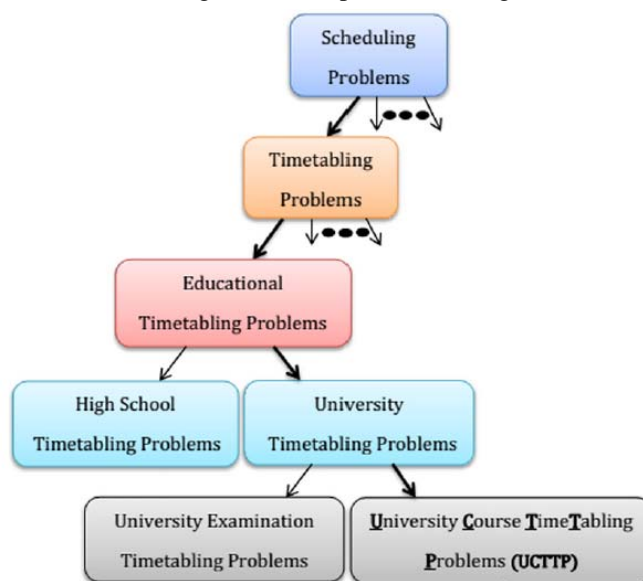 Scheduling
Problems
Timetabling
Problems
Educational
Timetabling Problems
High School
Timetabling Problems
University
Timetabling Problems
University Examination
Timetabling Problems
University Course TimeTabling
Problems (UCTTP)